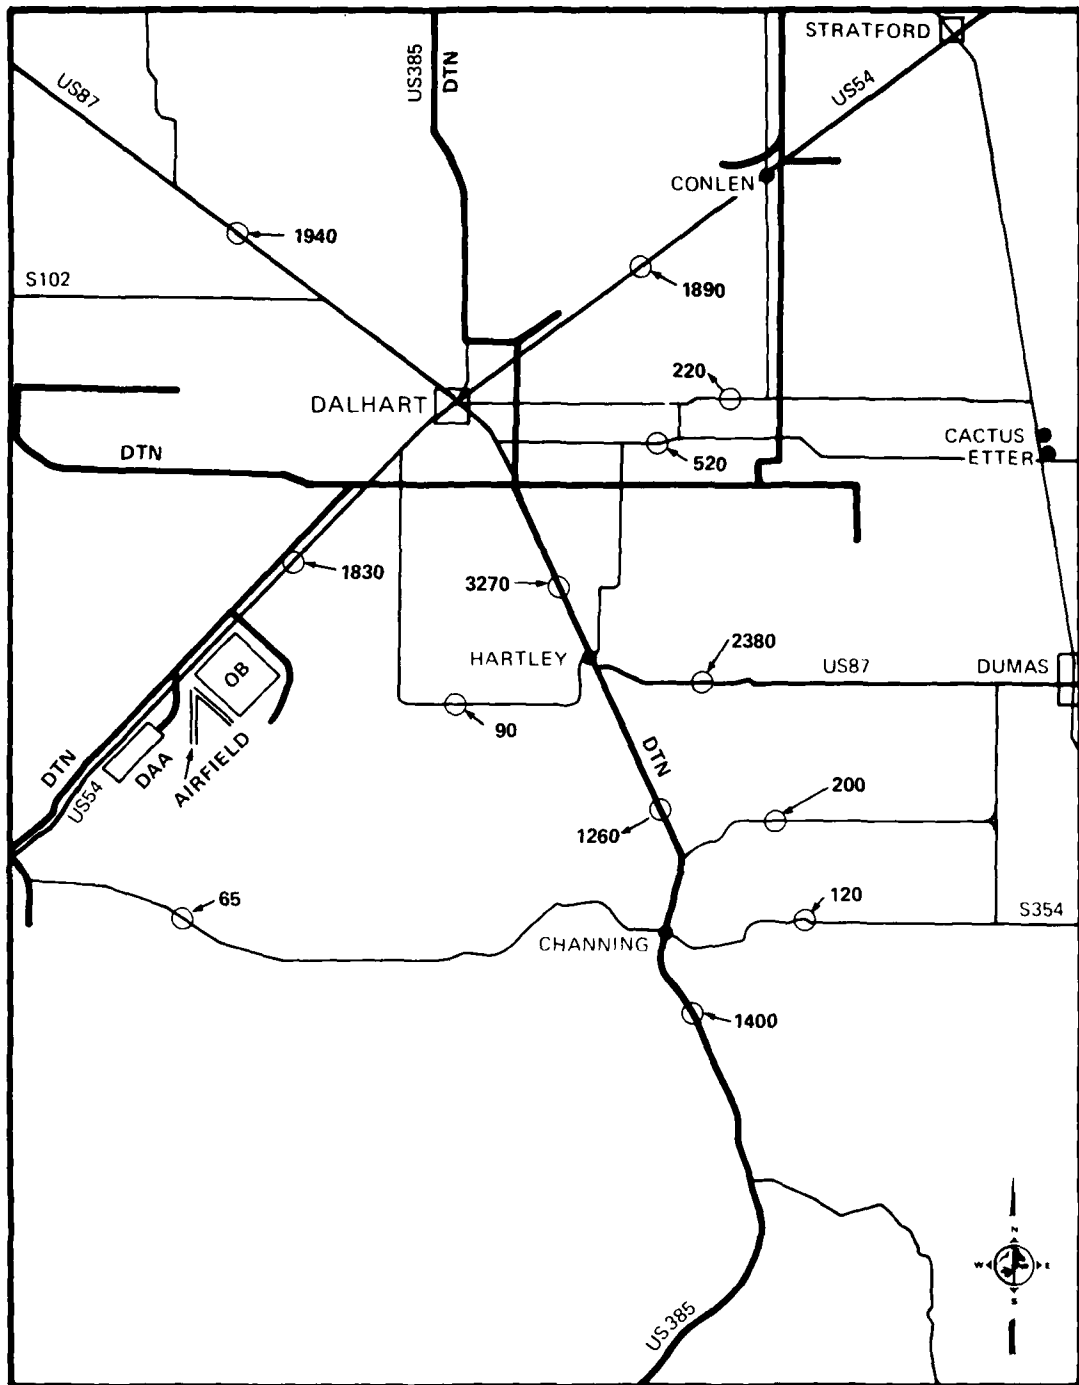 STRATFORD
US385
DTN
US54
US87
CONLEN
1940
S102
1890
220
DALHART
CACTUS
ETTER
DTN
520
1830
3270
2380
HARTLEY
US87
DUMAS
OB
90
DTN
DTN
DAA
AIRFIELD
US54
200
1260
65
120
S354
CHANNING
1400
N
W E
S
US385